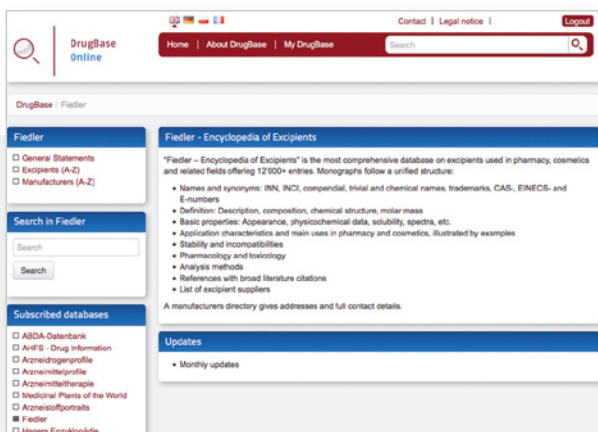 Contact | Legal notice |
Logout
DrugBase
Online
Home | About DrugBase | My DrugBase
Search
DrugBase / Fiedler
Fiedler
General Statements
Excipients (A-Z)
Manufacturers (A-Z)
Search in Fiedler
Search
Search
Subscribed databases
ABDA-Datenbank
AHFS - Drug Information
Arzneidrogenprofile
Arzneimittelprofile
Arzneimitteltherapie
Medicinal Plants of the World
Arzneistoffportraits
Fiedler
Hagers Enzyklopädie
Fiedler - Encyclopedia of Excipients
"Fiedler – Encyclopedia of Excipients" is the most comprehensive database on excipients used in pharmacy, cosmetics
and related fields offering 12'000+ entries. Monographs follow a unified structure:
• Names and synonyms: INN, INCI, compendial, trivial and chemical names, trademarks, CAS-, EINECS- and
E-numbers
• Definition: Description, composition, chemical structure, molar mass
• Basic properties: Appearance, physicochemical data, solubility, spectra, etc.
• Application characteristics and main uses in pharmacy and cosmetics, illustrated by examples
• Stability and incompatibilities
• Pharmacology and toxicology
• Analysis methods
• References with broad literature citations
• List of excipient suppliers
A manufacturers directory gives addresses and full contact details.
Updates
• Monthly updates